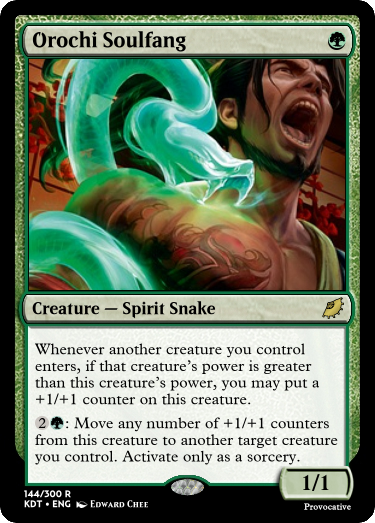 Orochi Soulfang
Creature — Spirit Snake
Whenever another creature you control
enters, if that creature's power is greater
than this creature's power, you may put a
+1/+1 counter on this creature.
2: Move any number of +1/+1 counters
from this creature to another target creature
you control. Activate only as a sorcery.
1/1
144/300 R
KDT • ENG Edward Chee
Provocative